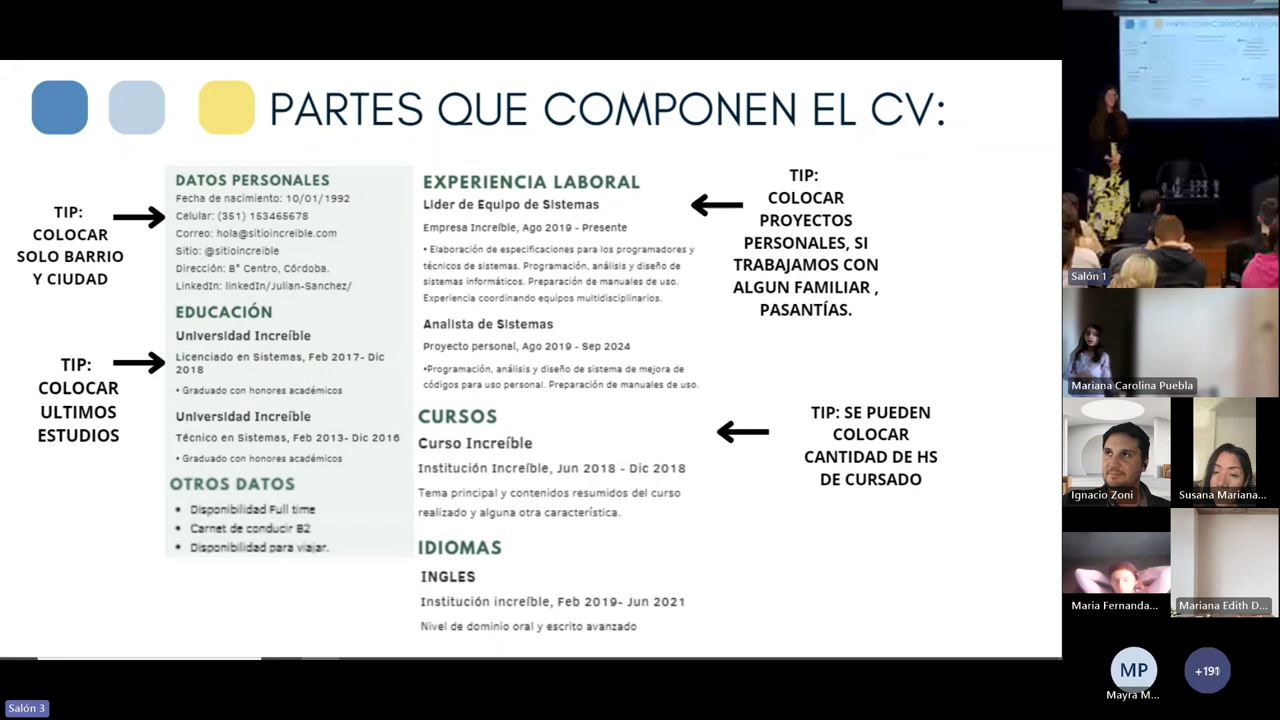 PARTES QUE COMPONEN EL CV:
TIP:
COLOCAR
SOLO BARRIO
Y CIUDAD
TIP:
COLOCAR
ULTIMOS
ESTUDIOS
DATOS PERSONALES
Fecha de nacimiento: 10/01/1992
Celular: (351) 153465678
Correo: hola@sitioincreible.com
Sitio: @sitioincreible
Dirección: B° Centro, Córdoba.
LinkedIn: linkedIn/Julian-Sanchez/
EDUCACIÓN
Universidad Increíble
Licenciado en Sistemas, Feb 2017- Dic
2018
• Graduado con honores académicos
Universidad Increíble
Técnico en Sistemas, Feb 2013- Dic 2016
• Graduado con honores académicos
OTROS DATOS
• Disponibilidad Full time
• Carnet de conducir B2
• Disponibilidad para viajar.
EXPERIENCIA LABORAL
Lider de Equipo de Sistemas
Empresa Increíble, Ago 2019 - Presente
• Elaboración de especificaciones para los programadores y
técnicos de sistemas. Programación, análisis y diseño de
sistemas informáticos. Preparación de manuales de uso.
Experiencia coordinando equipos multidisciplinarios.
Analista de Sistemas
Proyecto personal, Ago 2019 - Sep 2024
•Programación, análisis y diseño de sistema de mejora de
códigos para uso personal. Preparación de manuales de uso.
CURSOS
Curso Increíble
Institución Increíble, Jun 2018 - Dic 2018
Tema principal y contenidos resumidos del curso
realizado y alguna otra característica.
IDIOMAS
INGLES
Institución increíble, Feb 2019- Jun 2021
Nivel de dominio oral y escrito avanzado
TIP:
COLOCAR
PROYECTOS
PERSONALES, SI
TRABAJAMOS CON
ALGUN FAMILIAR ,
PASANTÍAS.
TIP: SE PUEDEN
COLOCAR
CANTIDAD DE HS
DE CURSADO
Salón 1
Mariana Carolina Puebla
Ignacio Zoni
Susana Mariana...
Maria Fernanda...
Mariana Edith D...
MP
Mayra M...
+191
Salón 3